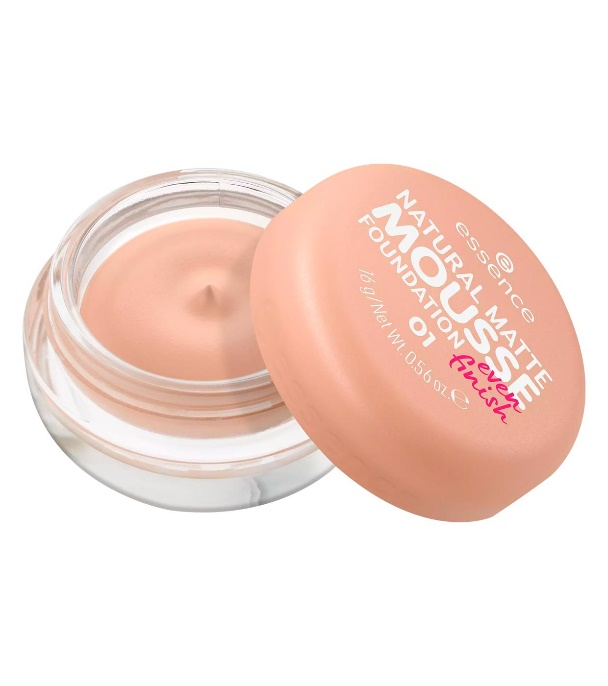 essence
NATURAL MATTE
MOUSSE
FOUNDATION
01
even
finish
16 g/Net Wt. 0.56 oz. ℮